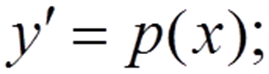 y′ = p(x);